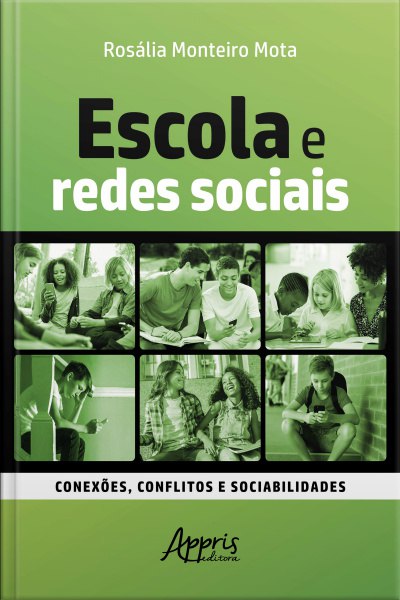 Rosália Monteiro Mota
Escola e
redes sociais
CONEXÕES, CONFLITOS E SOCIABILIDADES
Appris
editora